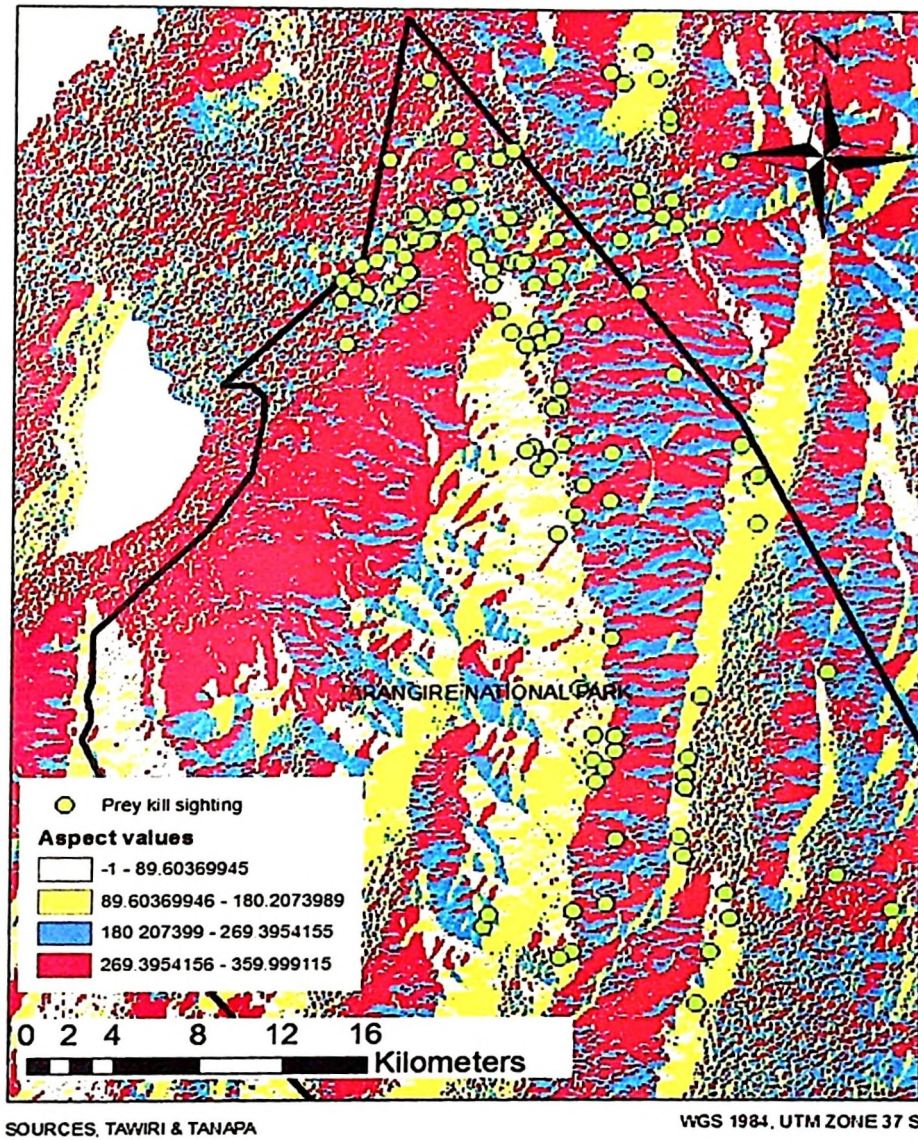 N
TARANGIRE NATIONAL PARK
Prey kill sighting
Aspect values
-1 - 89.60369945
89.60369946 - 180.2073989
180.207399 - 269.3954155
269.3954156 - 359.999115
0 2 4 8 12 16
Kilometers
SOURCES, TAWIRI & TANAPA
WGS 1984, UTM ZONE 37 S